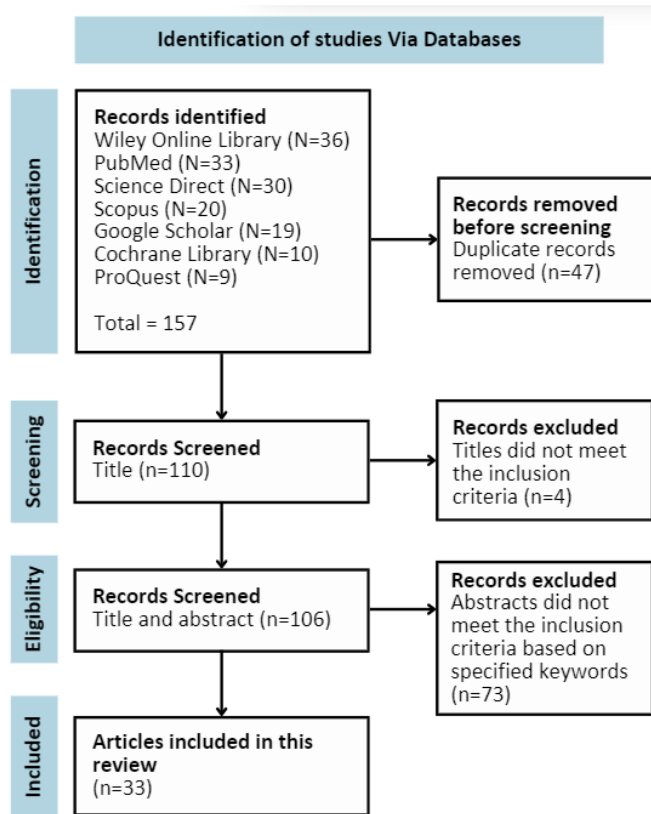 Identification of studies Via Databases
Identification
Records identified
Wiley Online Library (N=36)
PubMed (N=33)
Science Direct (N=30)
Scopus (N=20)
Google Scholar (N=19)
Cochrane Library (N=10)
ProQuest (N=9)
Total = 157
Records removed
before screening
Duplicate records
removed (n=47)
Screening
Records Screened
Title (n=110)
Records excluded
Titles did not meet
the inclusion
criteria (n=4)
Eligibility
Records Screened
Title and abstract (n=106)
Records excluded
Abstracts did not
meet the inclusion
criteria based on
specified keywords
(n=73)
Included
Articles included in this
review
(n=33)